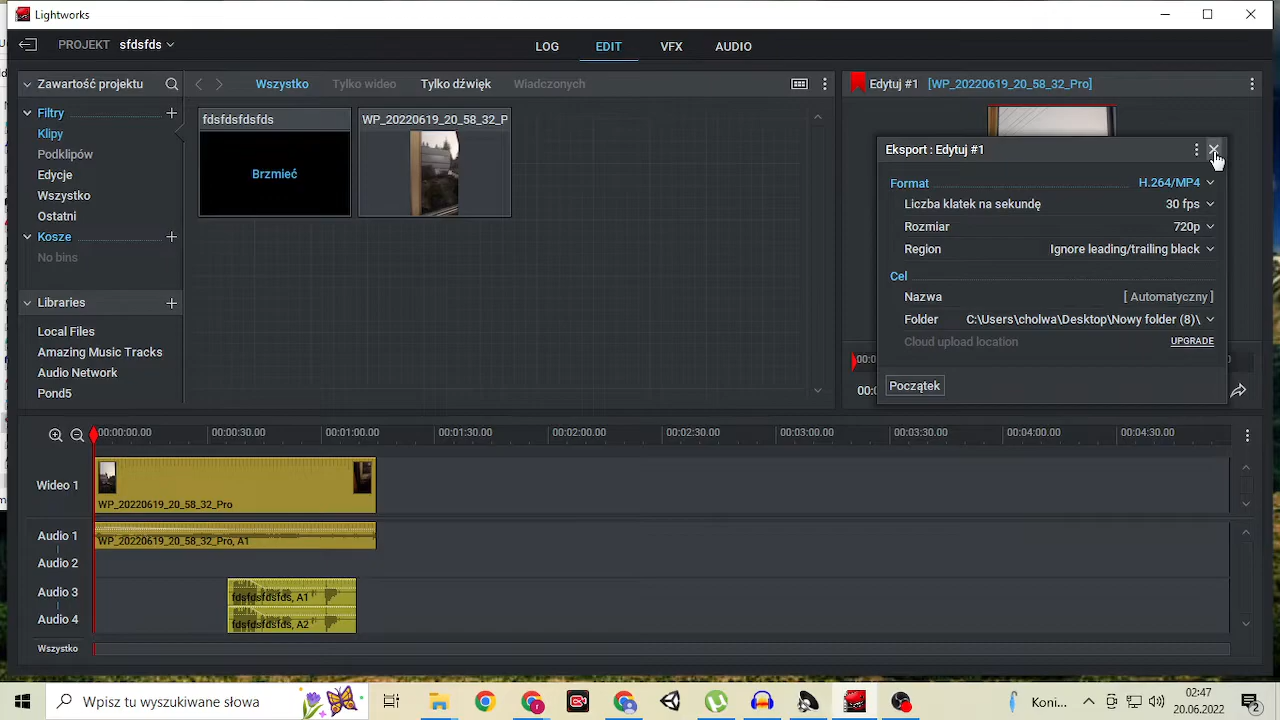 Lightworks
PROJEKT sfdsfds
LOG EDIT VFX AUDIO
Zawartość projektu
Wszystko Tylko wideo Tylko dźwięk Wiadczonych
Edytuj #1 [WP_20220619_20_58_32_Pro]
Filtry
Klipy
Podklipów
Edycje
Wszystko
Ostatni
Kosze
No bins
Libraries
Local Files
Amazing Music Tracks
Audio Network
Pond5
fdsfdsfdsfds
Brzmieć
WP_20220619_20_58_32_P
Eksport : Edytuj #1
Format H.264/MP4
Liczba klatek na sekundę 30 fps
Rozmiar 720p
Region Ignore leading/trailing black
Cel
Nazwa [ Automatyczny ]
Folder C:\Users\cholwa\Desktop\Nowy folder (8)\
Cloud upload location UPGRADE
Początek
00:00:00.00 00:00:30.00 00:01:00.00 00:01:30.00 00:02:00.00 00:02:30.00 00:03:00.00 00:03:30.00 00:04:00.00 00:04:30.00
Wideo 1
WP_20220619_20_58_32_Pro
Audio 1
WP_20220619_20_58_32_Pro, A1
Audio 2
Audio 3
fdsfdsfdsfds, A1
Audio 4
fdsfdsfdsfds, A2
Wszystko
Wpisz tu wyszukiwane słowa
Koni...
02:47
20.06.2022
2